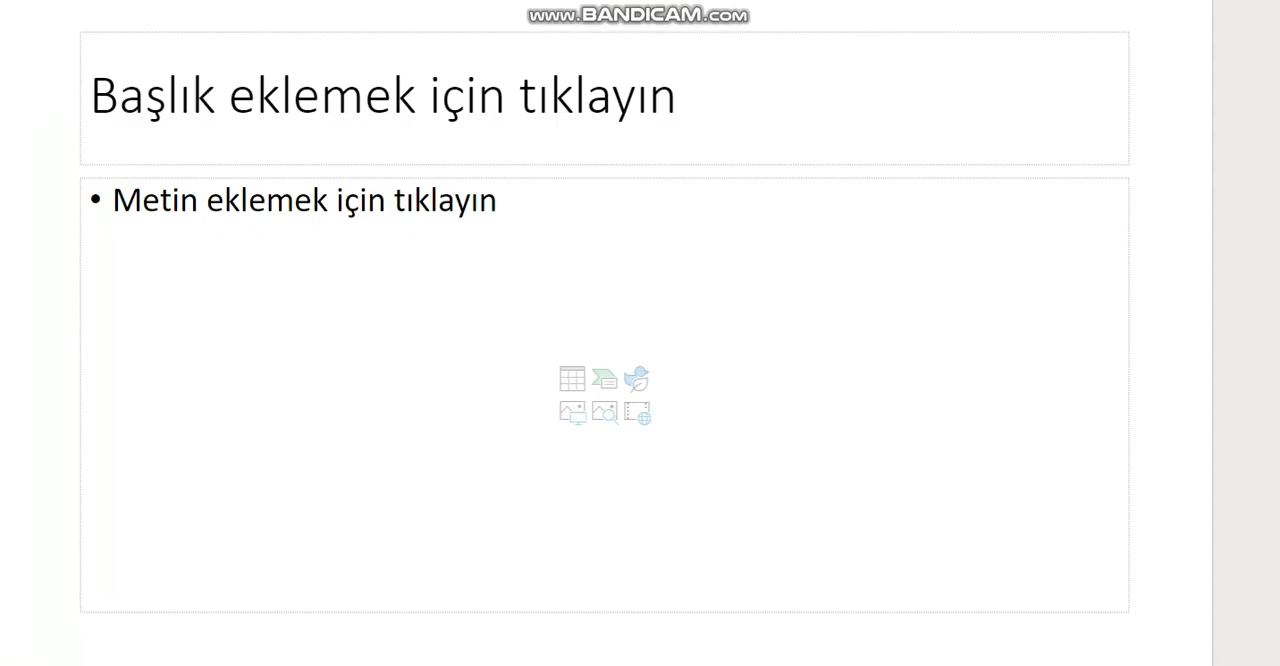 www.BANDICAM.com
Başlık eklemek için tıklayın
• Metin eklemek için tıklayın